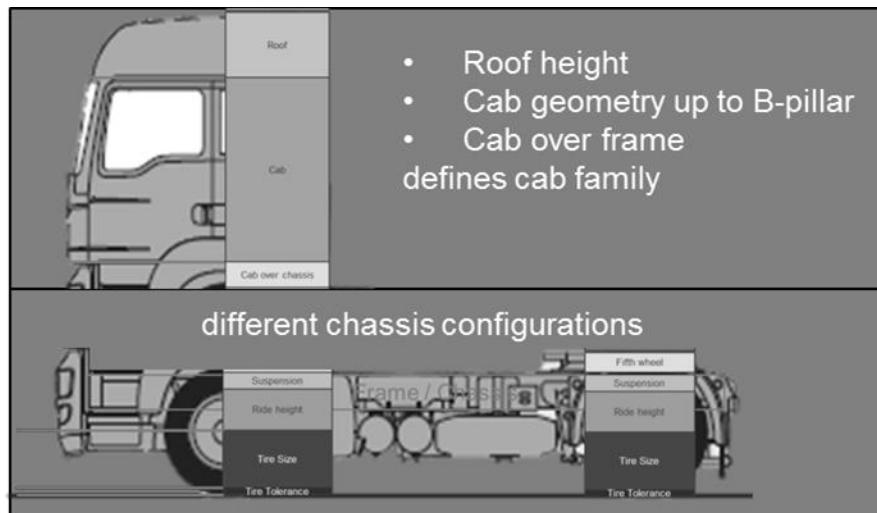 Roof
• Roof height
• Cab geometry up to B-pillar
• Cab over frame
defines cab family
Cab
Cab over chassis
different chassis configurations
Fifth wheel
Suspension
Frame / Chassis
Suspension
Ride height
Ride height
Tire Size
Tire Size
Tire Tolerance
Tire Tolerance